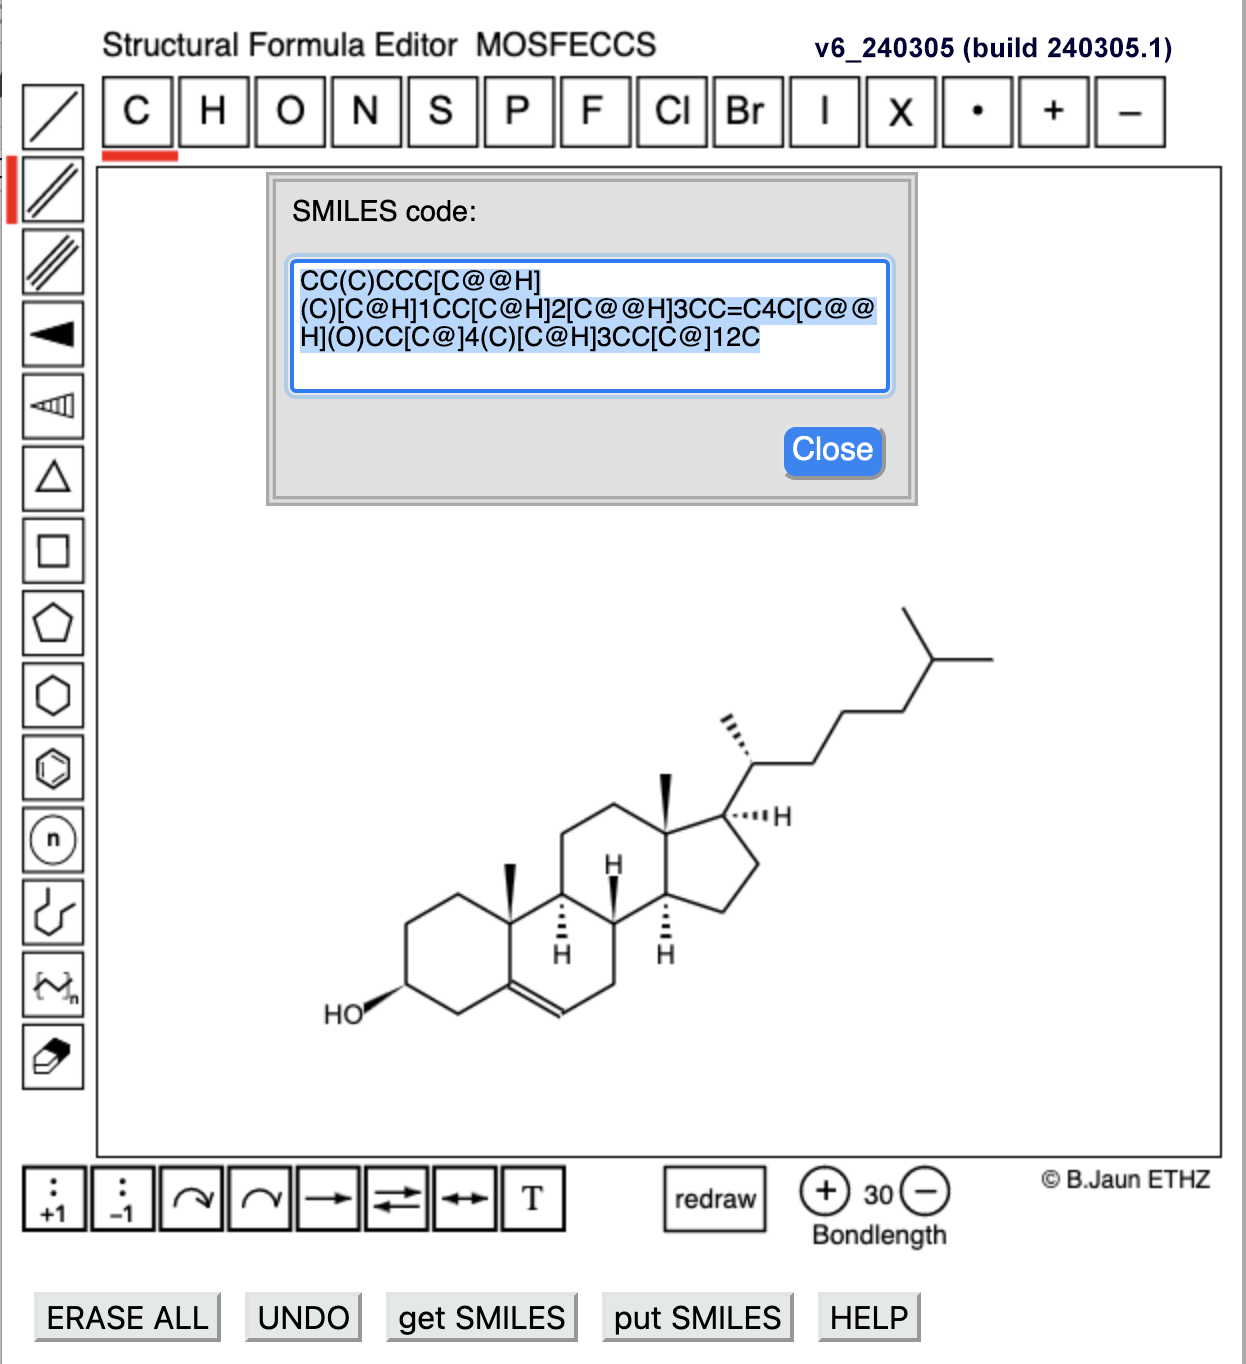 Structural Formula Editor  MOSFECCS
v6_240305 (build 240305.1)
C H O N S P F Cl Br I X • + –
SMILES code:
CC(C)CCC[C@@H]
(C)[C@H]1CC[C@H]2[C@@H]3CC=C4C[C@@
H](O)CC[C@]4(C)[C@H]3CC[C@]12C
Close
n
{ }n
H
H
H
H
HO
+1
–1
T
redraw
+ 30 –
Bondlength
© B.Jaun ETHZ
ERASE ALL
UNDO
get SMILES
put SMILES
HELP